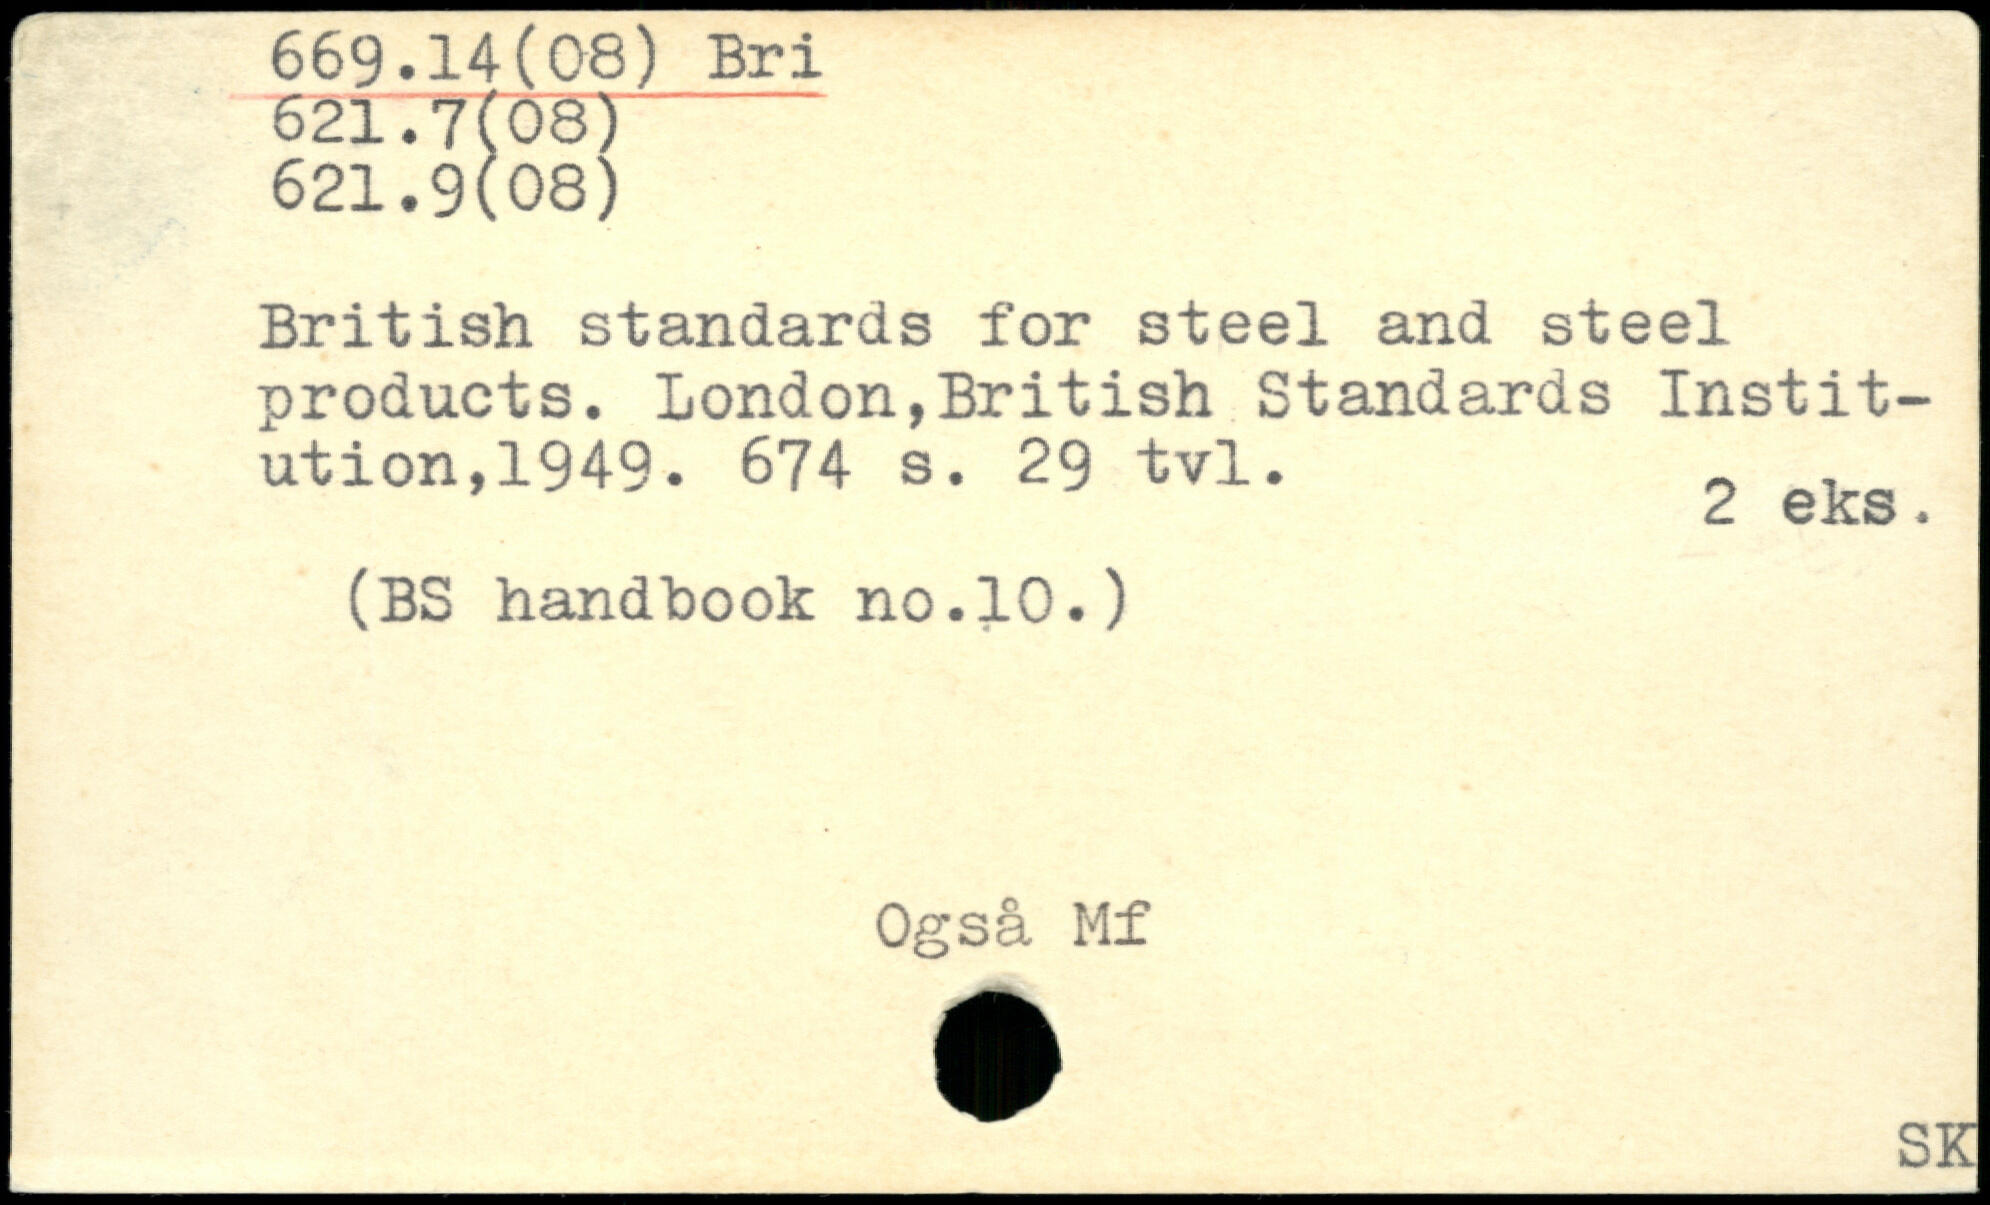 669.14(08) Bri
621.7(08)
621.9(08)
British standards for steel and steel
products. London,British Standards Instit-
ution,1949. 674 s. 29 tvl.
2 eks.
(BS handbook no.10.)
Også Mf
SK